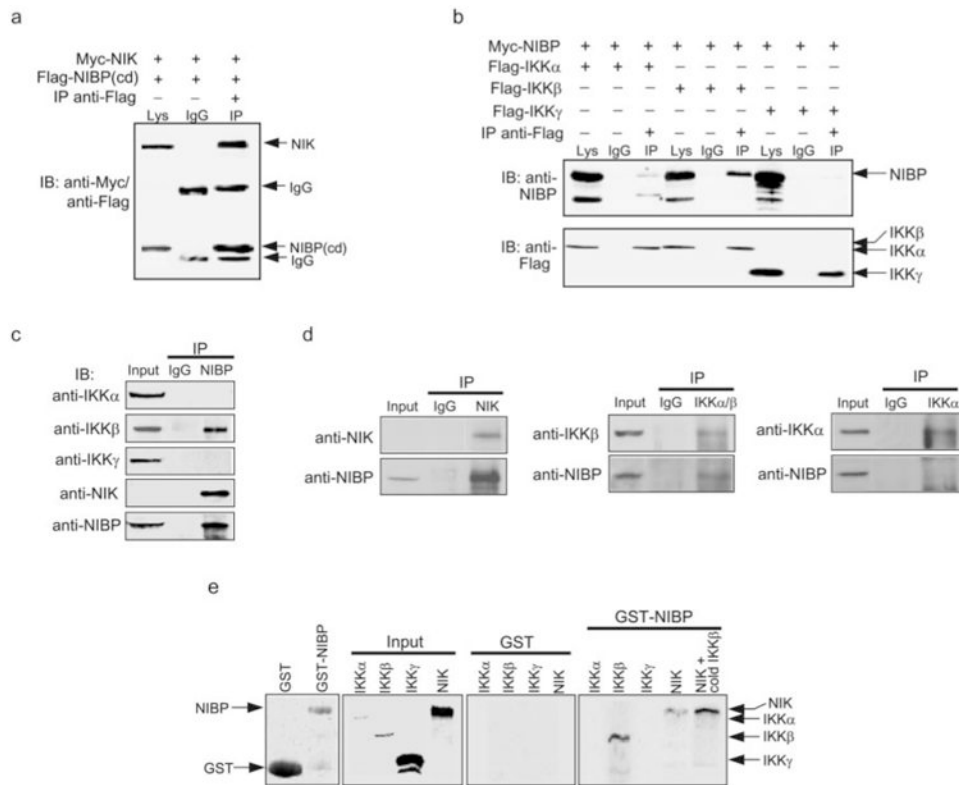 a
Myc-NIK + + +
Flag-NIBP(cd) + + +
IP anti-Flag – – +
Lys IgG IP
NIK
IB: anti-Myc/
anti-Flag
IgG
NIBP(cd)
IgG
b
Myc-NIBP + + + + + + + + +
Flag-IKKα + + + – – – – – –
Flag-IKKβ – – – + + + – – –
Flag-IKKγ – – – – – – + + +
IP anti-Flag – – + – – + – – +
Lys IgG IP Lys IgG IP Lys IgG IP
IB: anti-
NIBP
NIBP
IB: anti-
Flag
IKKβ
IKKα
IKKγ
c
IP
IB: Input IgG NIBP
anti-IKKα
anti-IKKβ
anti-IKKγ
anti-NIK
anti-NIBP
d
IP
Input IgG NIK
anti-NIK
anti-NIBP
IP
Input IgG IKKα/β
anti-IKKβ
anti-NIBP
IP
Input IgG IKKα
anti-IKKα
anti-NIBP
e
GST
GST-NIBP
Input
IKKα
IKKβ
IKKγ
NIK
GST
IKKα
IKKβ
IKKγ
NIK
GST-NIBP
IKKα
IKKβ
IKKγ
NIK
NIK +
cold IKKβ
NIBP
GST
NIK
IKKα
IKKβ
IKKγ